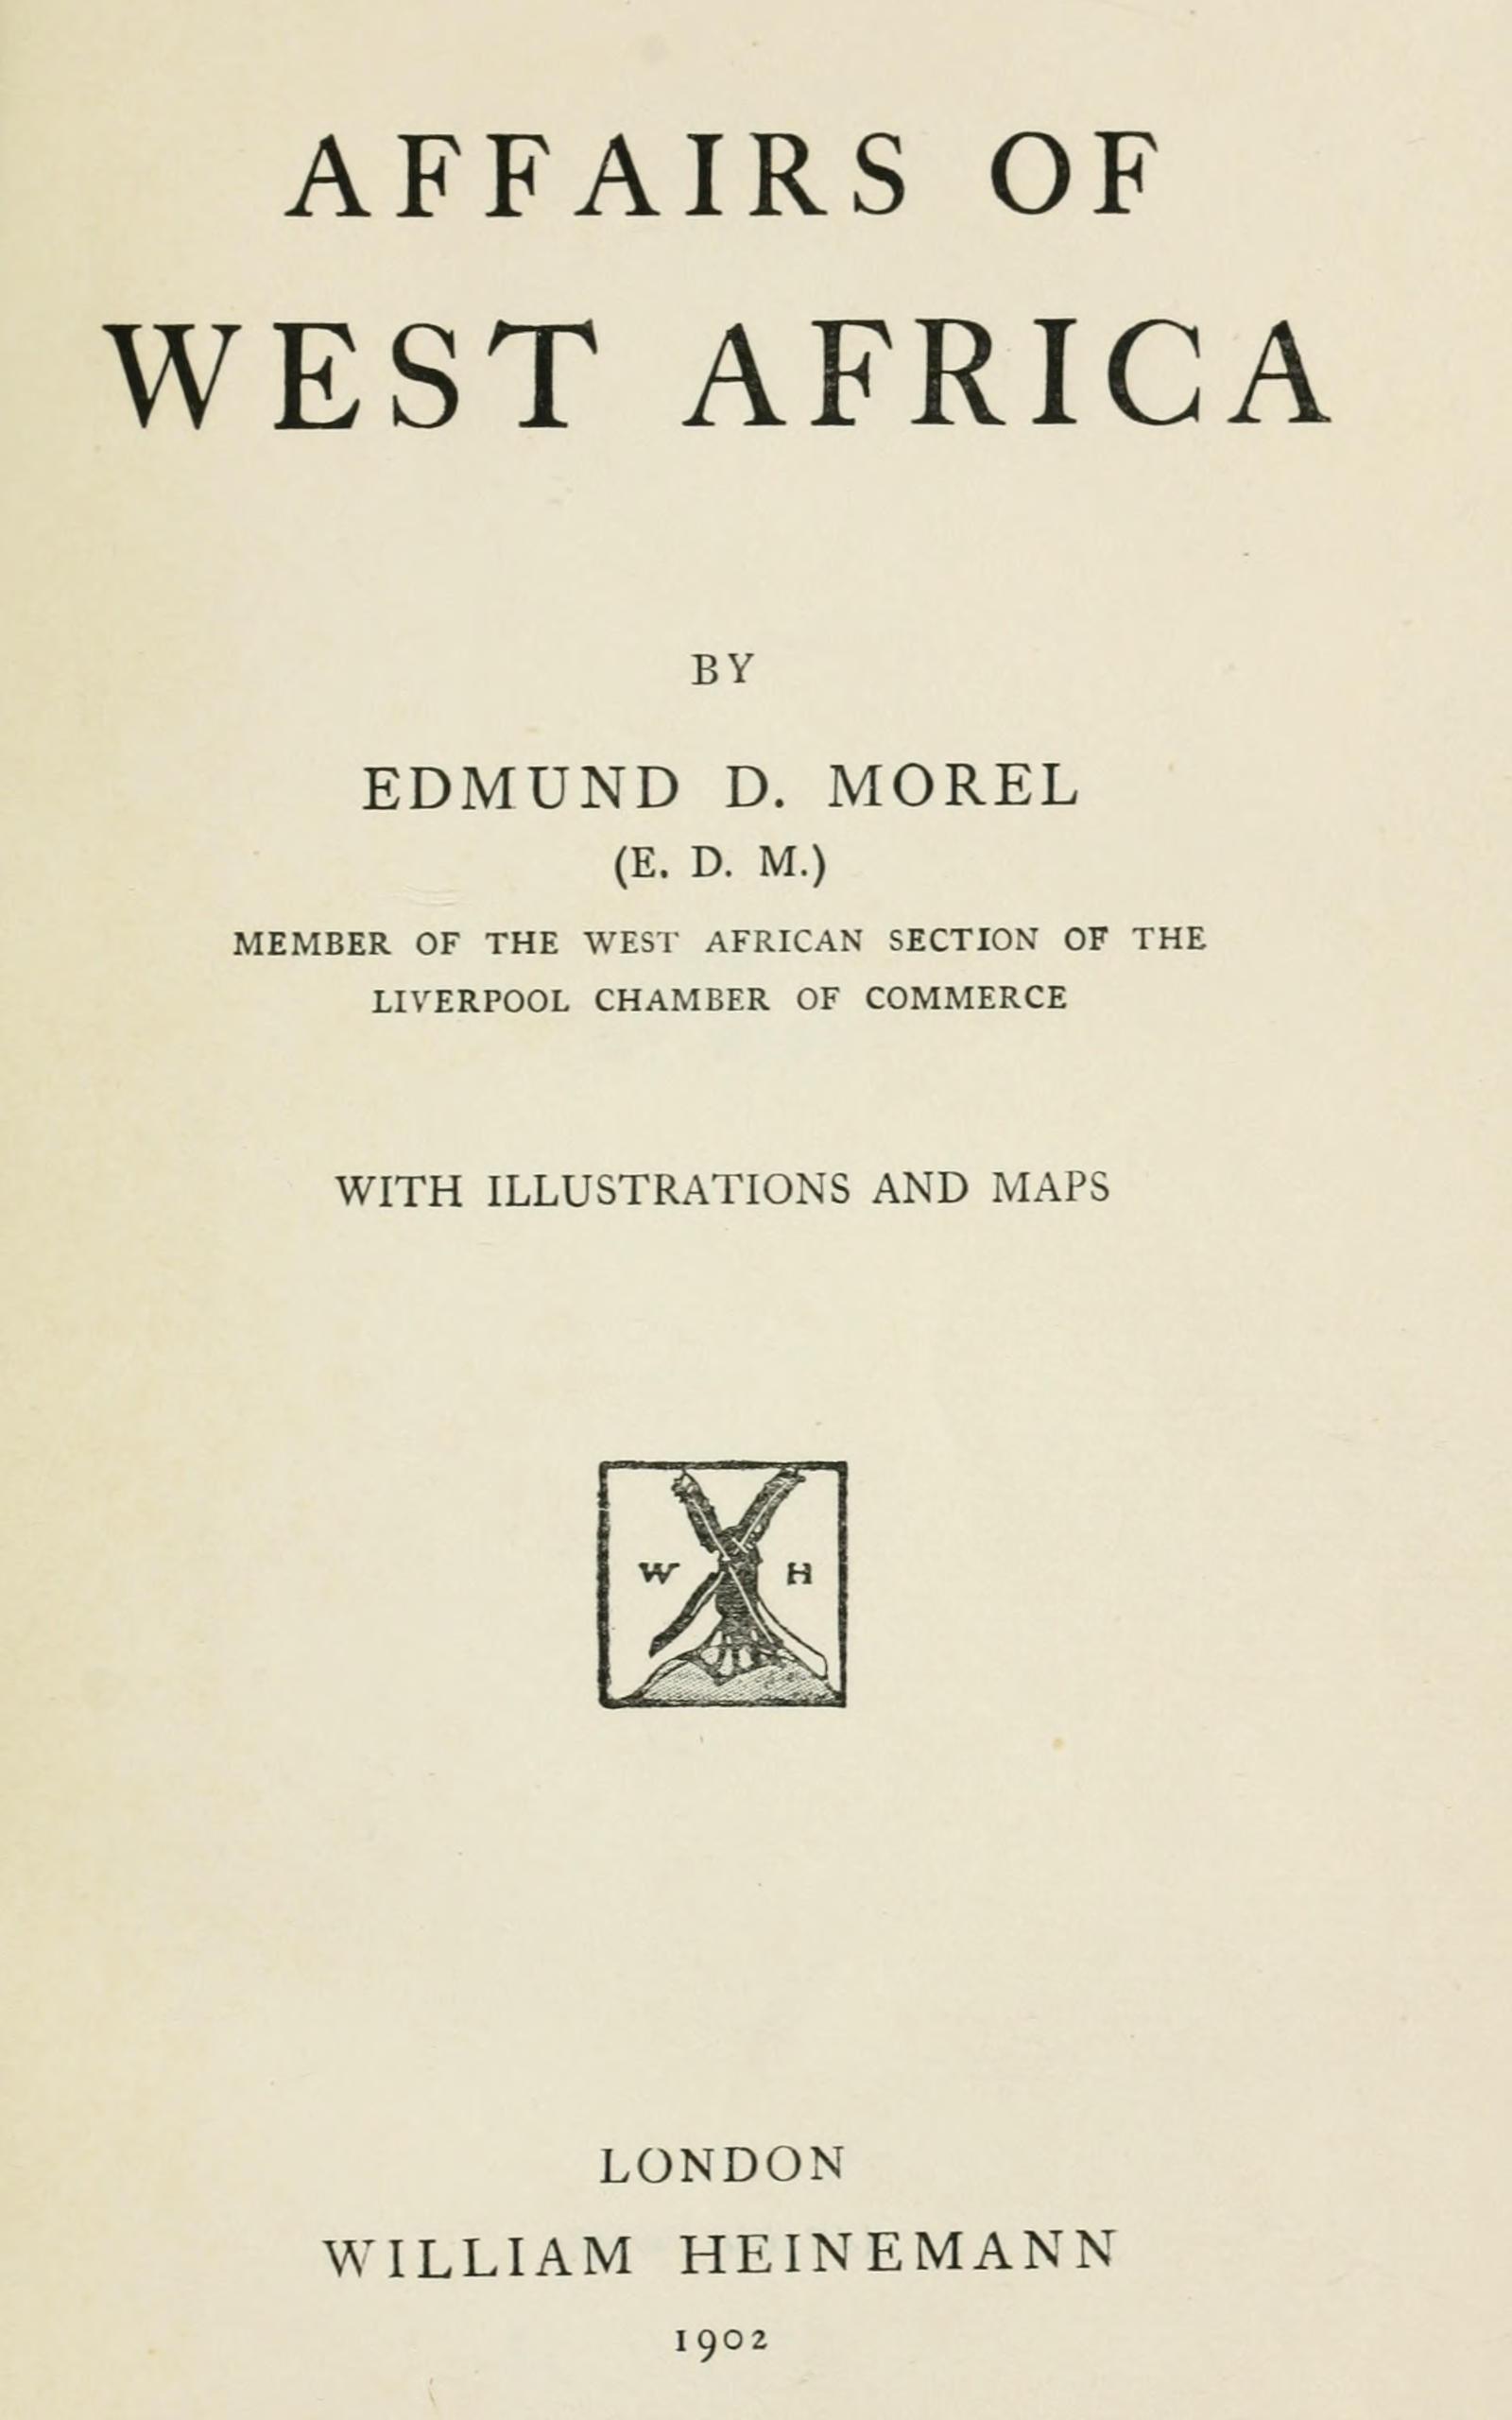 AFFAIRS OF
WEST AFRICA
BY
EDMUND D. MOREL
(E. D. M.)
MEMBER OF THE WEST AFRICAN SECTION OF THE
LIVERPOOL CHAMBER OF COMMERCE
WITH ILLUSTRATIONS AND MAPS
W H
LONDON
WILLIAM HEINEMANN
1902